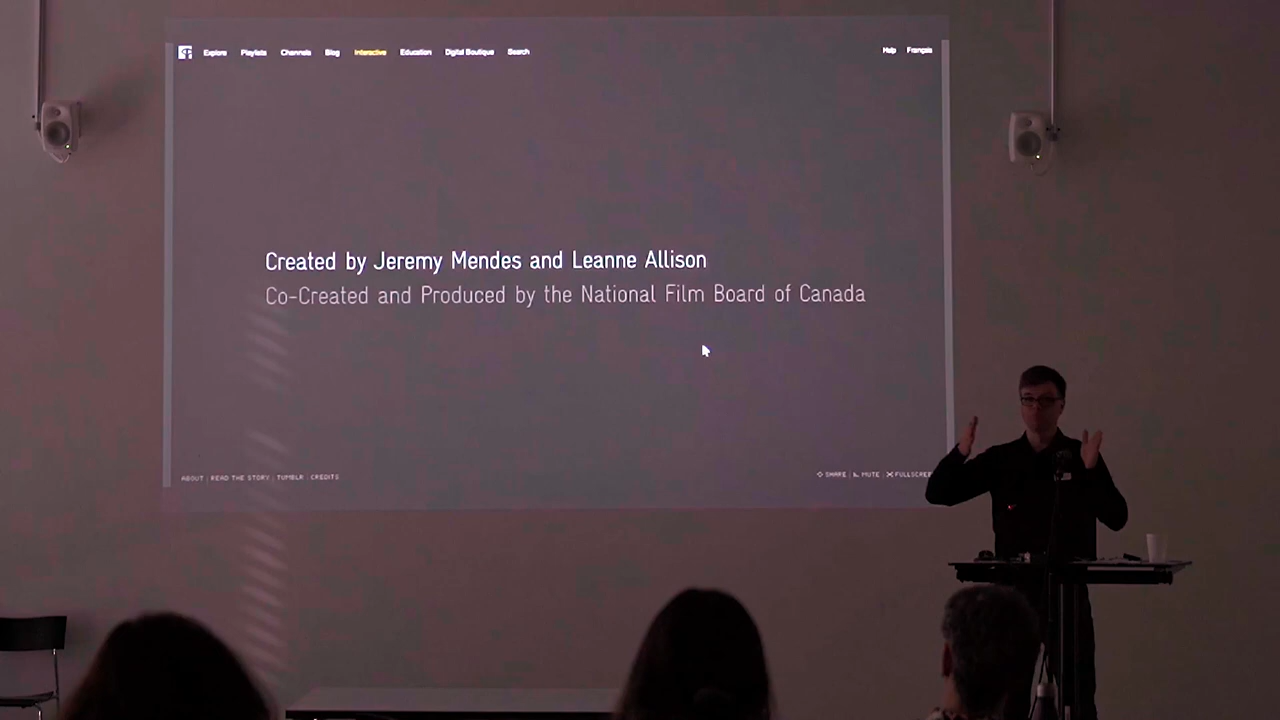 Explore Playlists Channels Blog Interactive Education Digital Boutique Search Help Français
Created by Jeremy Mendes and Leanne Allison
Co-Created and Produced by the National Film Board of Canada
ABOUT | READ THE STORY | TUMBLR | CREDITS SHARE | MUTE | FULLSCREE